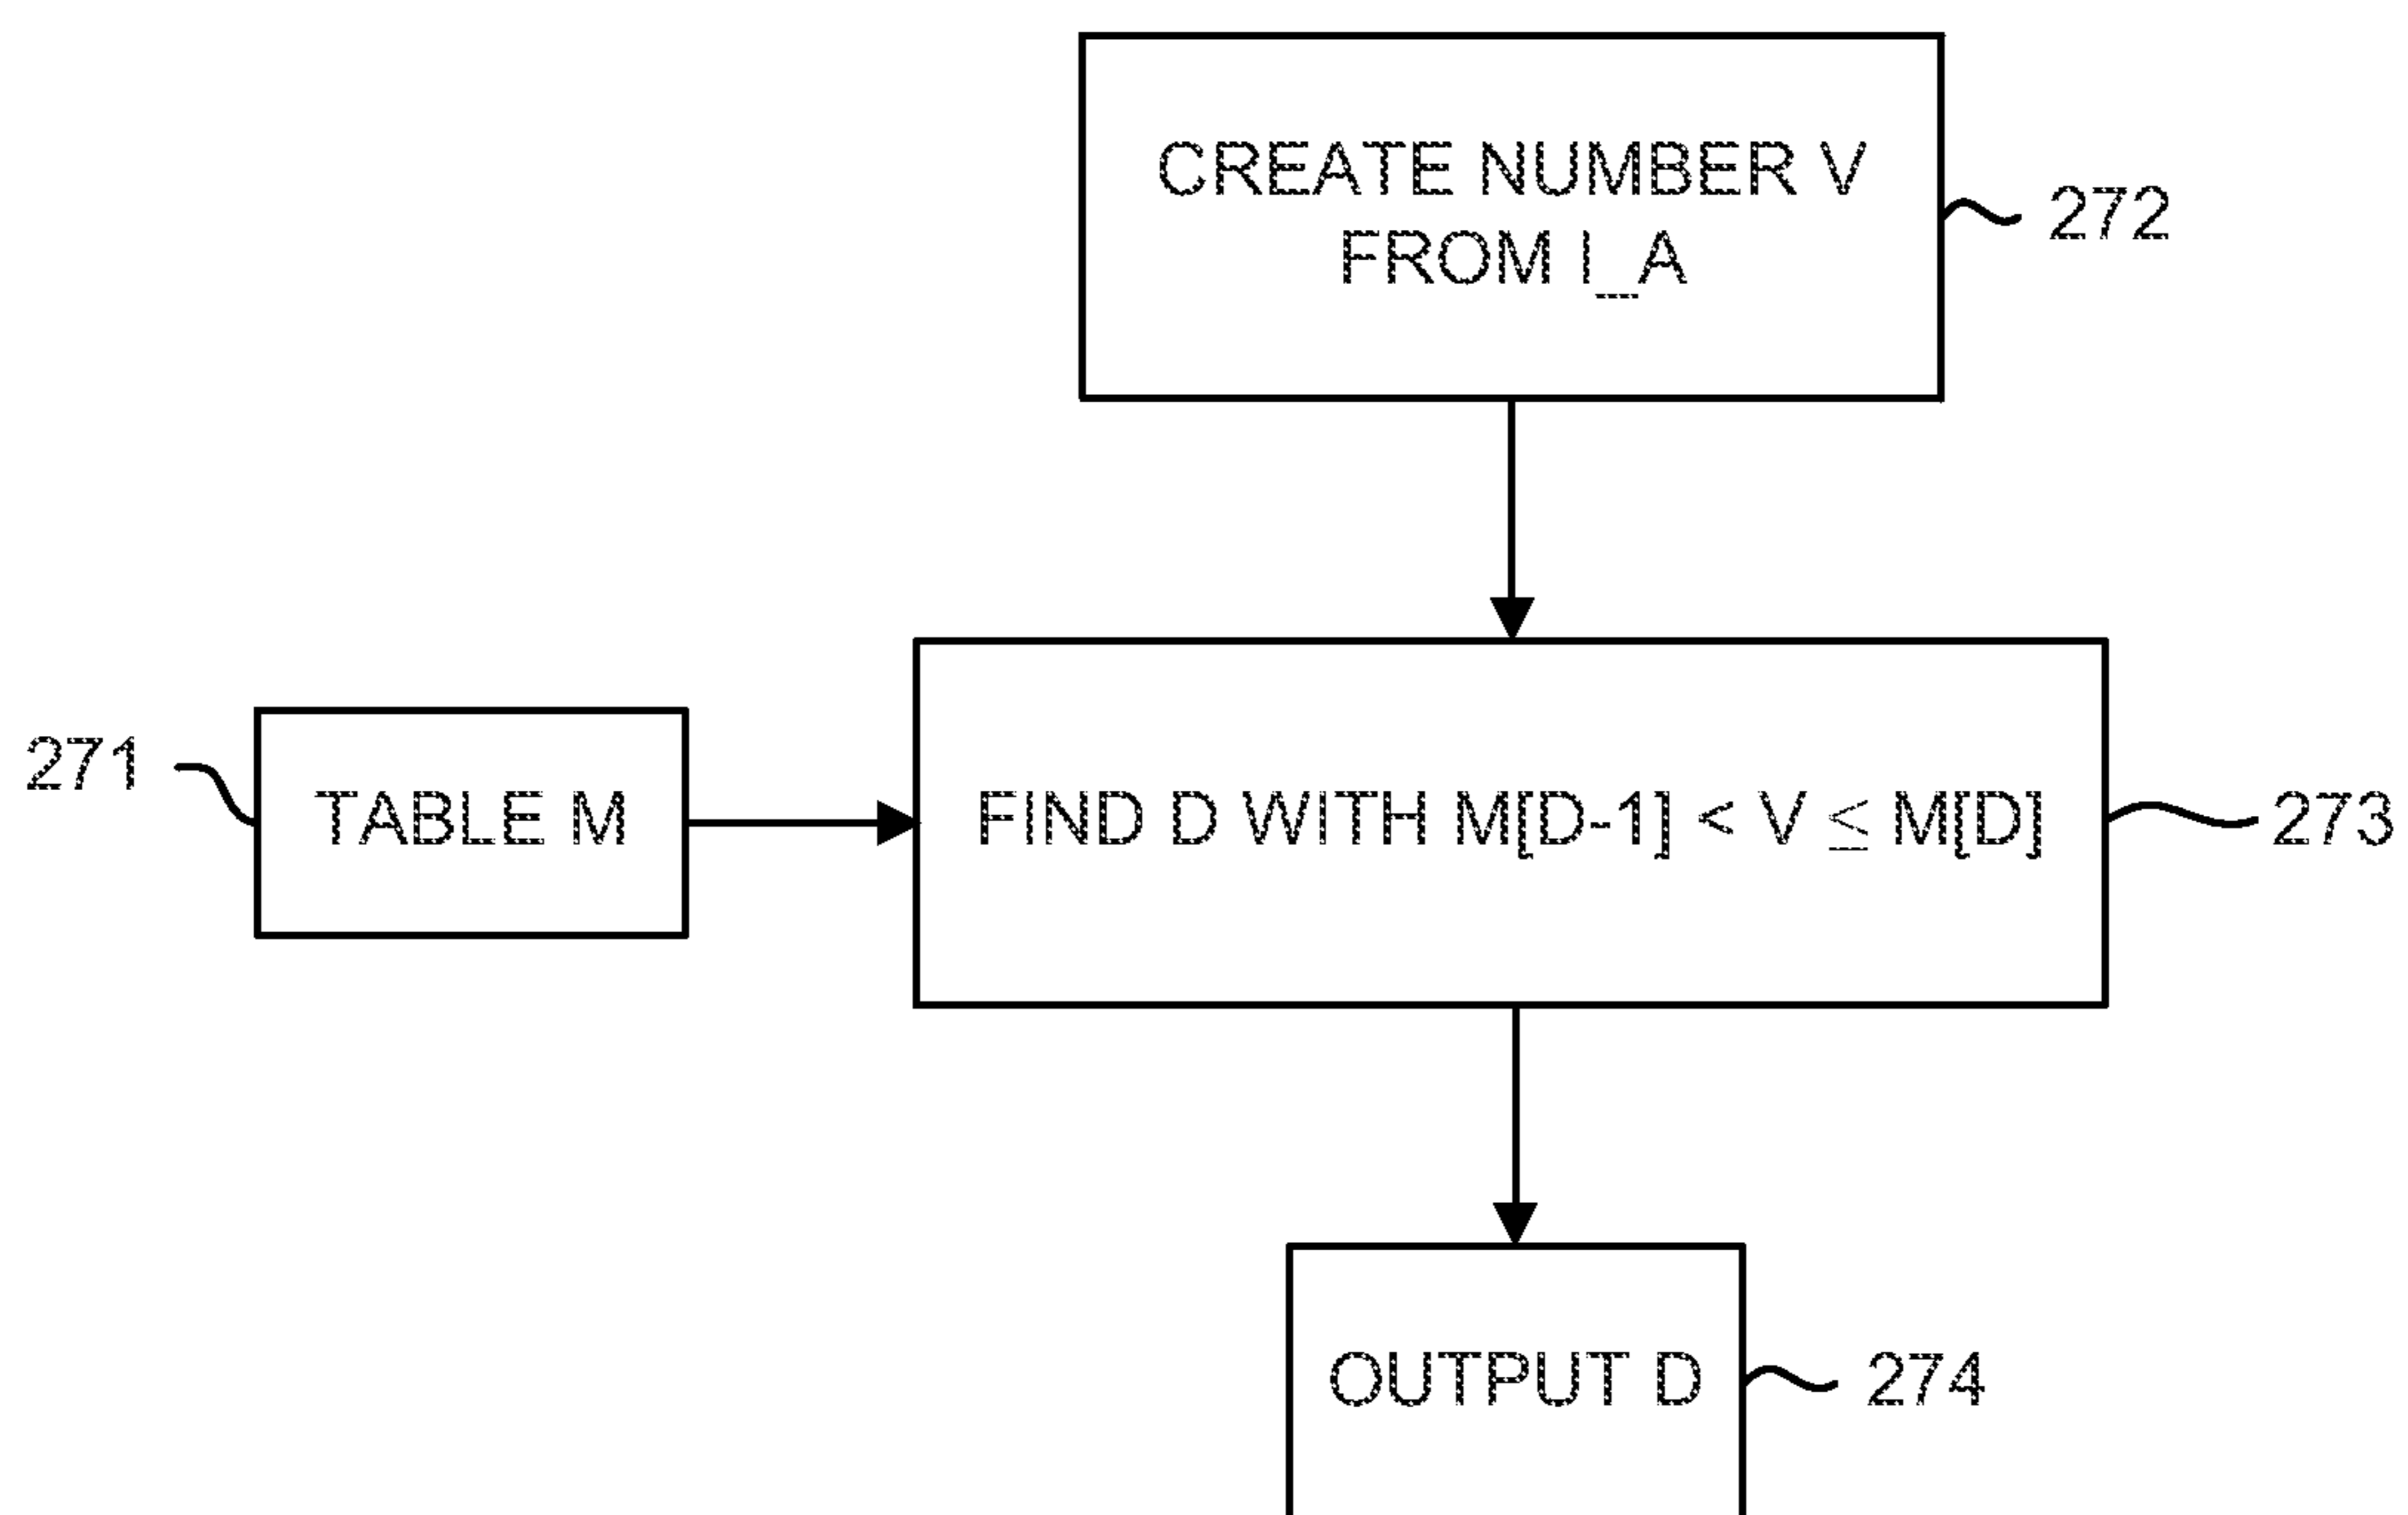 CREATE NUMBER V
FROM I_A
272
271
TABLE M
FIND D WITH M[D-1] < V ≤ M[D]
273
OUTPUT D
274